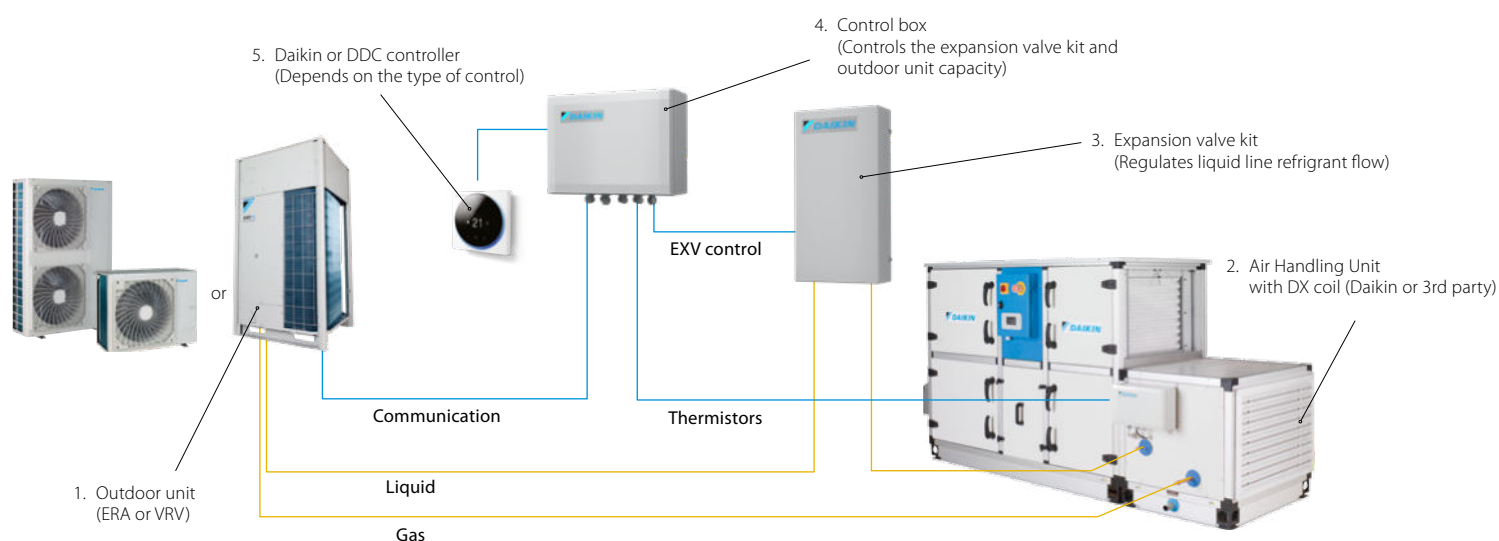 4. Control box
(Controls the expansion valve kit and
outdoor unit capacity)
5. Daikin or DDC controller
(Depends on the type of control)
DAIKIN
DAIKIN
3. Expansion valve kit
(Regulates liquid line refrigrant flow)
21
EXV control
2. Air Handling Unit
with DX coil (Daikin or 3rd party)
or
DAIKIN
DAIKIN
Communication
Thermistors
Liquid
1. Outdoor unit
(ERA or VRV)
Gas